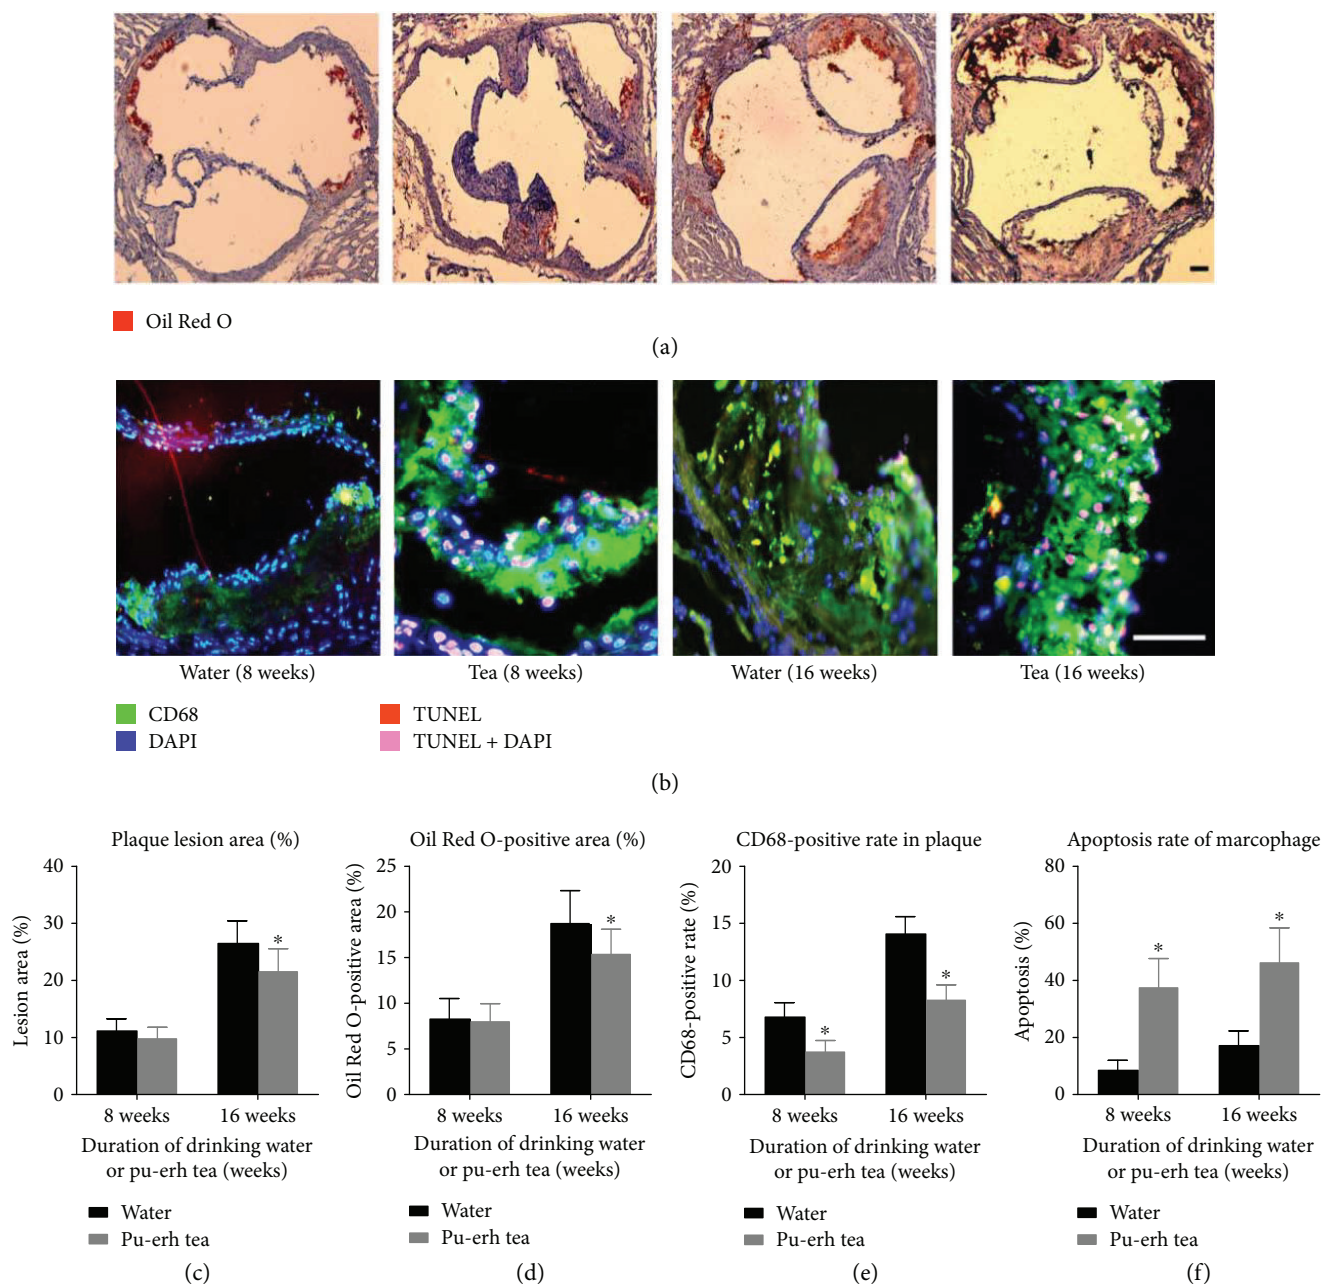 Oil Red O
(a)
Water (8 weeks)
Tea (8 weeks)
Water (16 weeks)
Tea (16 weeks)
CD68
TUNEL
DAPI
TUNEL + DAPI
(b)
Plaque lesion area (%)
Lesion area (%)
40
30
20
10
0
8 weeks
16 weeks
Duration of drinking water
or pu-erh tea (weeks)
*
Water
Pu-erh tea
(c)
Oil Red O-positive area (%)
Oil Red O-positive area (%)
25
20
15
10
5
0
8 weeks
16 weeks
Duration of drinking water
or pu-erh tea (weeks)
*
Water
Pu-erh tea
(d)
CD68-positive rate in plaque
CD68-positive rate (%)
20
15
10
5
0
8 weeks
16 weeks
Duration of drinking water
or pu-erh tea (weeks)
*
*
Water
Pu-erh tea
(e)
Apoptosis rate of marcophage
Apoptosis (%)
80
60
40
20
0
8 weeks
16 weeks
Duration of drinking water
or pu-erh tea (weeks)
*
*
Water
Pu-erh tea
(f)